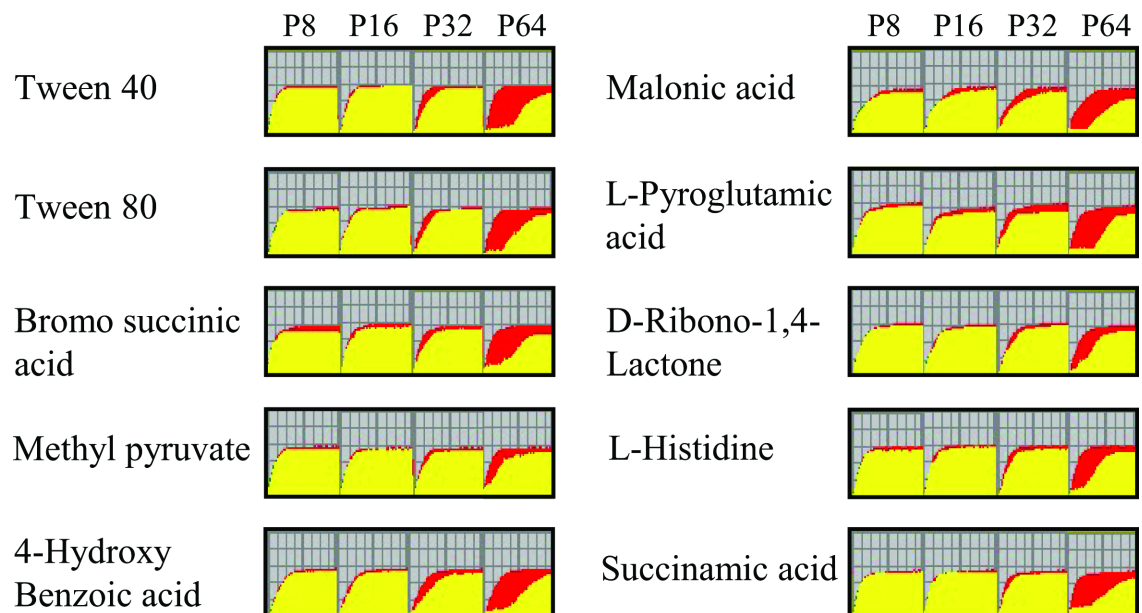 P8 P16 P32 P64
Tween 40
Tween 80
Bromo succinic
acid
Methyl pyruvate
4-Hydroxy
Benzoic acid
P8 P16 P32 P64
Malonic acid
L-Pyroglutamic
acid
D-Ribono-1,4-
Lactone
L-Histidine
Succinamic acid